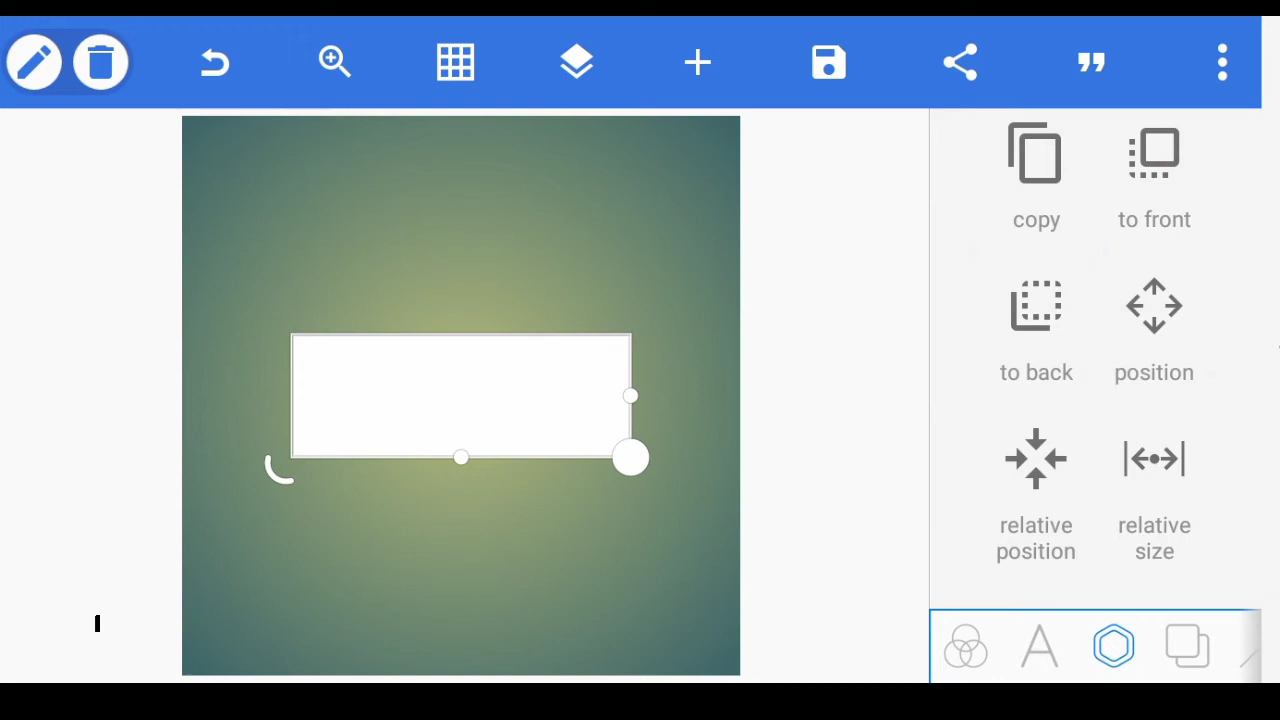 copy
to front
to back
position
relative
position
relative
size